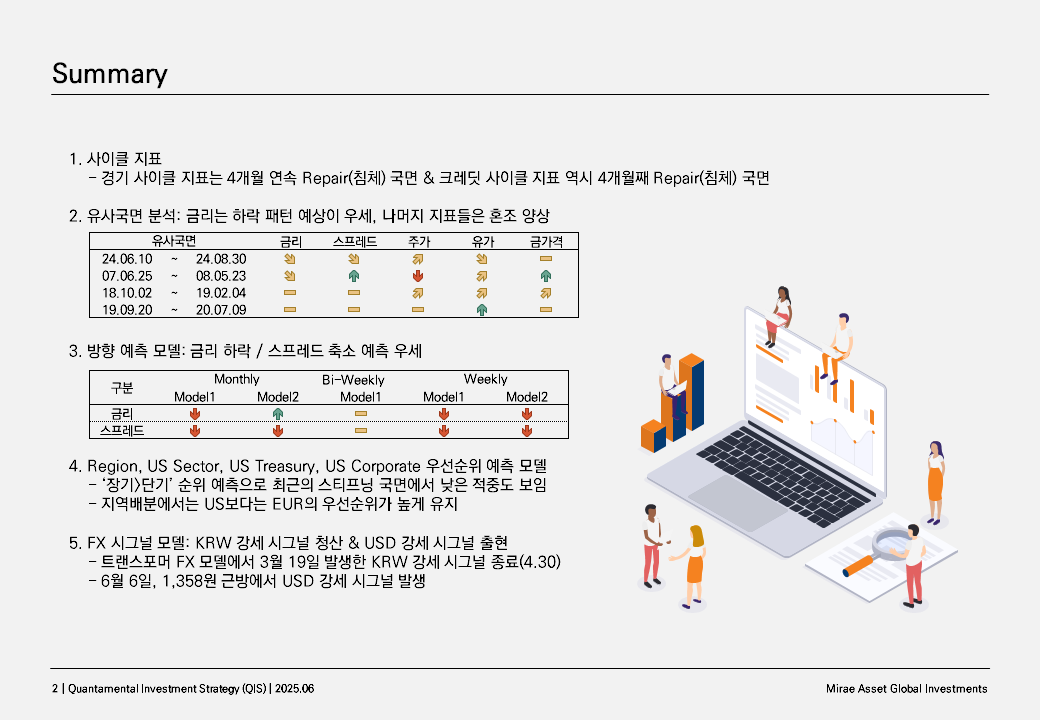 Summary
1. 사이클 지표
- 경기 사이클 지표는 4개월 연속 Repair(침체) 국면 & 크레딧 사이클 지표 역시 4개월째 Repair(침체) 국면
2. 유사국면 분석: 금리는 하락 패턴 예상이 우세, 나머지 지표들은 혼조 양상
유사국면 금리 스프레드 주가 유가 금가격
24.06.10 ~ 24.08.30
07.06.25 ~ 08.05.23
18.10.02 ~ 19.02.04
19.09.20 ~ 20.07.09
3. 방향 예측 모델: 금리 하락 / 스프레드 축소 예측 우세
구분 Monthly Bi-Weekly Weekly
Model1 Model2 Model1 Model1 Model2
금리
스프레드
4. Region, US Sector, US Treasury, US Corporate 우선순위 예측 모델
- ‘장기>단기’ 순위 예측으로 최근의 스티프닝 국면에서 낮은 적중도 보임
- 지역배분에서는 US보다는 EUR의 우선순위가 높게 유지
5. FX 시그널 모델: KRW 강세 시그널 청산 & USD 강세 시그널 출현
- 트랜스포머 FX 모델에서 3월 19일 발생한 KRW 강세 시그널 종료(4.30)
- 6월 6일, 1,358원 근방에서 USD 강세 시그널 발생
2 | Quantamental Investment Strategy (QIS) | 2025.06
Mirae Asset Global Investments